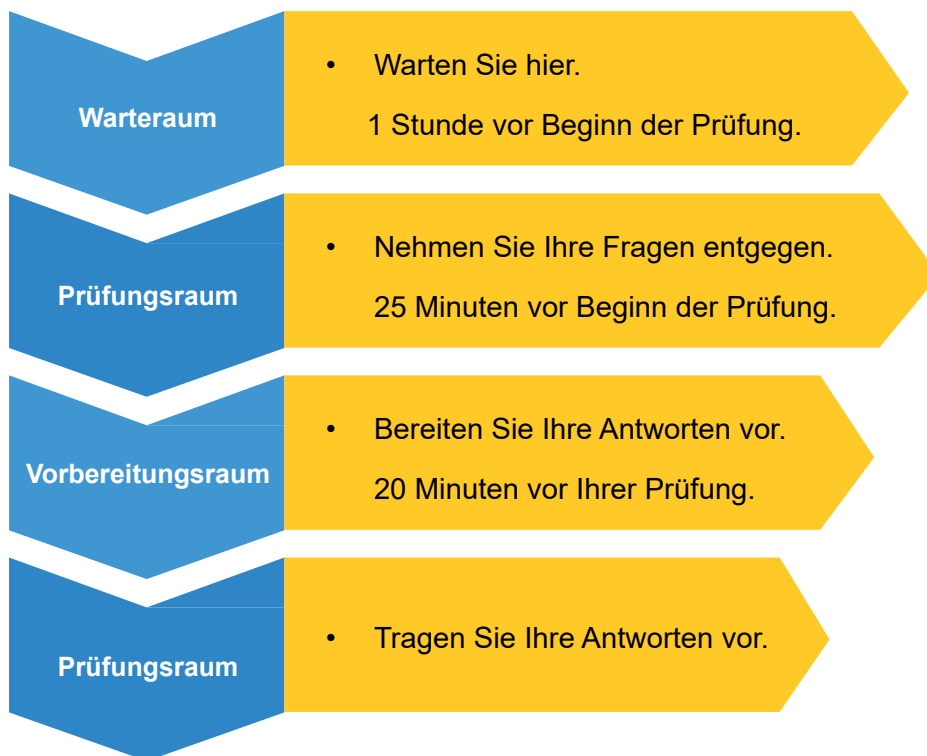 Warteraum
• Warten Sie hier.
1 Stunde vor Beginn der Prüfung.
Prüfungsraum
• Nehmen Sie Ihre Fragen entgegen.
25 Minuten vor Beginn der Prüfung.
Vorbereitungsraum
• Bereiten Sie Ihre Antworten vor.
20 Minuten vor Ihrer Prüfung.
Prüfungsraum
• Tragen Sie Ihre Antworten vor.